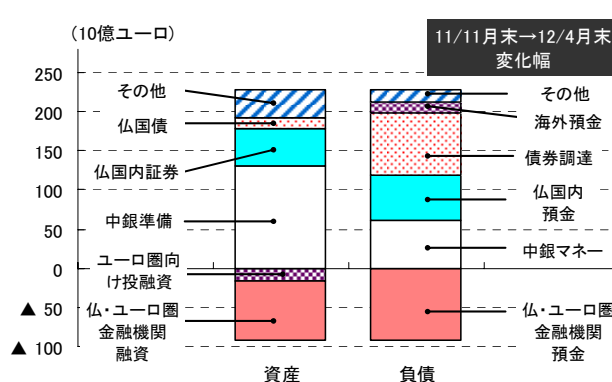 (10億ユーロ)
11/11月末→12/4月末
変化幅
250
200
150
100
50
0
▲ 50
▲ 100
その他
仏国債
仏国内証券
中銀準備
ユーロ圏向
け投融資
仏・ユーロ圏
金融機関
融資
その他
海外預金
債券調達
仏国内
預金
中銀マネー
仏・ユーロ圏
金融機関
預金
資産
負債